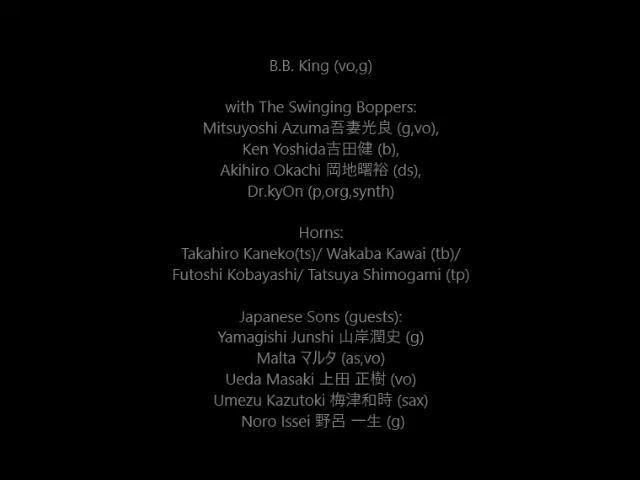 B.B. King (vo,g)
with The Swinging Boppers:
Mitsuyoshi Azuma吾妻光良 (g,vo),
Ken Yoshida吉田健 (b),
Akihiro Okachi 岡地曙裕 (ds),
Dr.kyOn (p,org,synth)
Horns:
Takahiro Kaneko(ts)/ Wakaba Kawai (tb)/
Futoshi Kobayashi/ Tatsuya Shimogami (tp)
Japanese Sons (guests):
Yamagishi Junshi 山岸潤史 (g)
Malta マルタ (as,vo)
Ueda Masaki 上田 正樹 (vo)
Umezu Kazutoki 梅津和時 (sax)
Noro Issei 野呂 一生 (g)